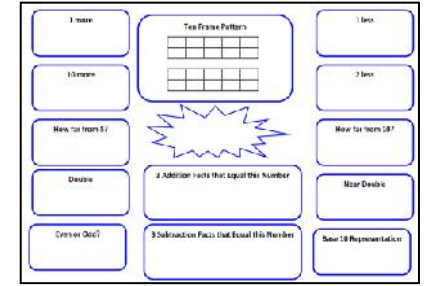 1 more
Ten Frame Pattern
1 less
10 more
2 less
How far from 5?
How far from 10?
Double
3 Addition Facts that Equal this Number
Near Double
Even or Odd?
3 Subtraction Facts that Equal this Number
Base 10 Representation